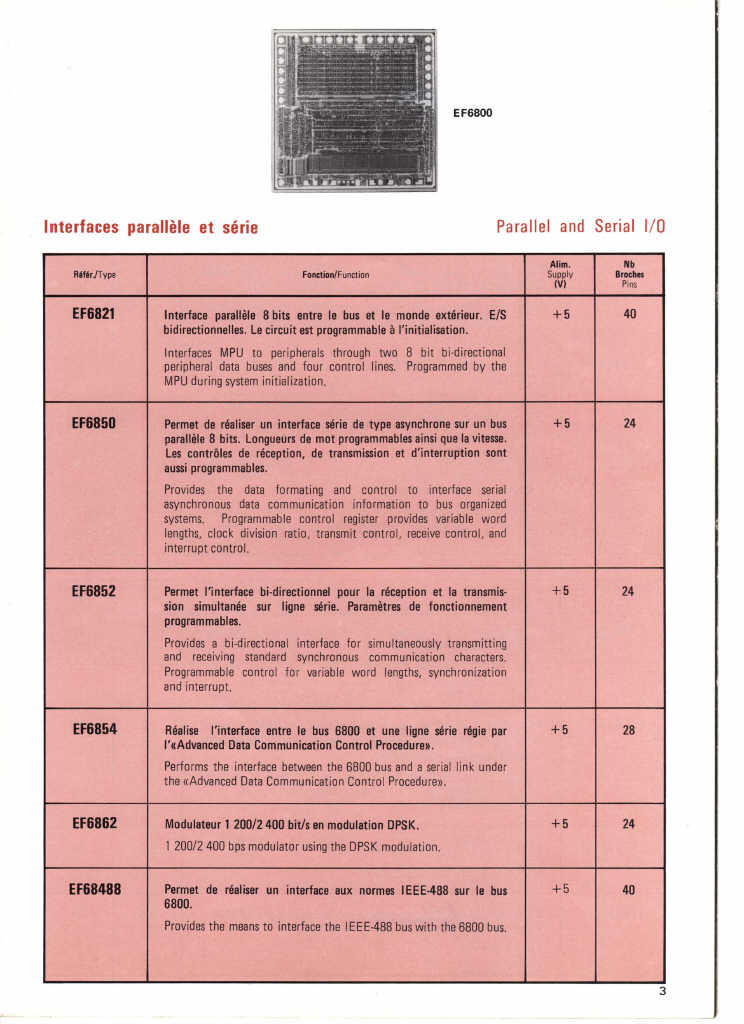 EF6800
Interfaces parallèle et série
Parallel and Serial I/O
Référ./Type
Fonction/Function
Alim.
Supply
(V)
Nb
Broches
Pins
EF6821
Interface parallèle 8 bits entre le bus et le monde extérieur. E/S
bidirectionnelles. Le circuit est programmable à l'initialisation.
Interfaces MPU to peripherals through two 8 bit bi-directional
peripheral data buses and four control lines. Programmed by the
MPU during system initialization.
+5
40
EF6850
Permet de réaliser un interface série de type asynchrone sur un bus
parallèle 8 bits. Longueurs de mot programmables ainsi que la vitesse.
Les contrôles de réception, de transmission et d'interruption sont
aussi programmables.
Provides the data formating and control to interface serial
asynchronous data communication information to bus organized
systems. Programmable control register provides variable word
lengths, clock division ratio, transmit control, receive control, and
interrupt control.
+5
24
EF6852
Permet l'interface bi-directionnel pour la réception et la transmis-
sion simultanée sur ligne série. Paramètres de fonctionnement
programmables.
Provides a bi-directional interface for simultaneously transmitting
and receiving standard synchronous communication characters.
Programmable control for variable word lengths, synchronization
and interrupt.
+5
24
EF6854
Réalise l'interface entre le bus 6800 et une ligne série régie par
l'«Advanced Data Communication Control Procedure».
Performs the interface between the 6800 bus and a serial link under
the «Advanced Data Communication Control Procedure».
+5
28
EF6862
Modulateur 1 200/2 400 bit/s en modulation DPSK.
1 200/2 400 bps modulator using the DPSK modulation.
+5
24
EF68488
Permet de réaliser un interface aux normes IEEE-488 sur le bus
6800.
Provides the means to interface the IEEE-488 bus with the 6800 bus.
+5
40
3